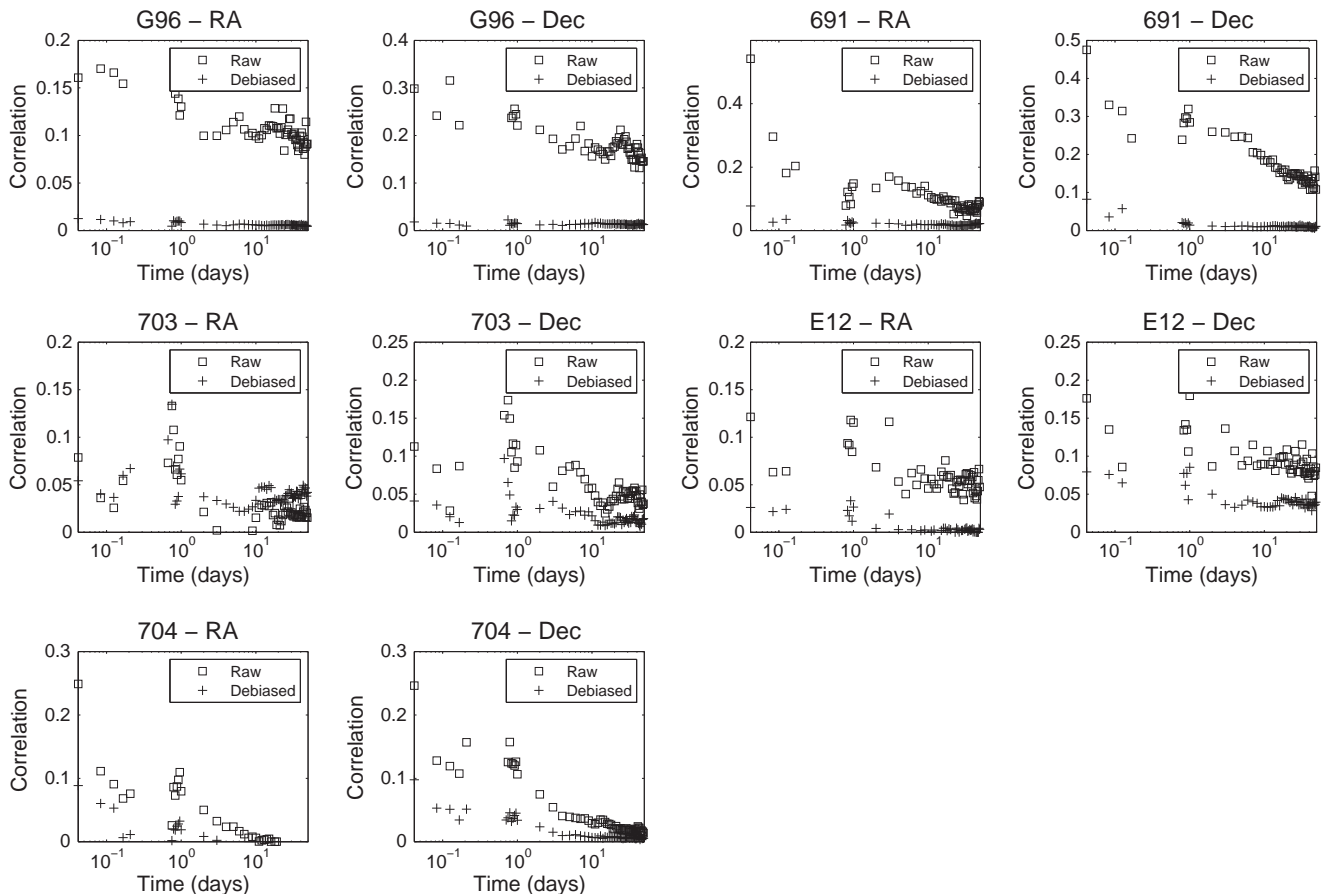 G96 – RA
0.2
0.15
0.1
0.05
0
Correlation
10⁻¹
10⁰
10¹
Time (days)
Raw
Debiased
G96 – Dec
0.4
0.3
0.2
0.1
0
Correlation
10⁻¹
10⁰
10¹
Time (days)
Raw
Debiased
691 – RA
0.4
0.2
0
Correlation
10⁻¹
10⁰
10¹
Time (days)
Raw
Debiased
691 – Dec
0.5
0.4
0.3
0.2
0.1
0
Correlation
10⁻¹
10⁰
10¹
Time (days)
Raw
Debiased
703 – RA
0.2
0.15
0.1
0.05
0
Correlation
10⁻¹
10⁰
10¹
Time (days)
Raw
Debiased
703 – Dec
0.25
0.2
0.15
0.1
0.05
0
Correlation
10⁻¹
10⁰
10¹
Time (days)
Raw
Debiased
E12 – RA
0.2
0.15
0.1
0.05
0
Correlation
10⁻¹
10⁰
10¹
Time (days)
Raw
Debiased
E12 – Dec
0.25
0.2
0.15
0.1
0.05
0
Correlation
10⁻¹
10⁰
10¹
Time (days)
Raw
Debiased
704 – RA
0.3
0.2
0.1
0
Correlation
10⁻¹
10⁰
10¹
Time (days)
Raw
Debiased
704 – Dec
0.3
0.2
0.1
0
Correlation
10⁻¹
10⁰
10¹
Time (days)
Raw
Debiased